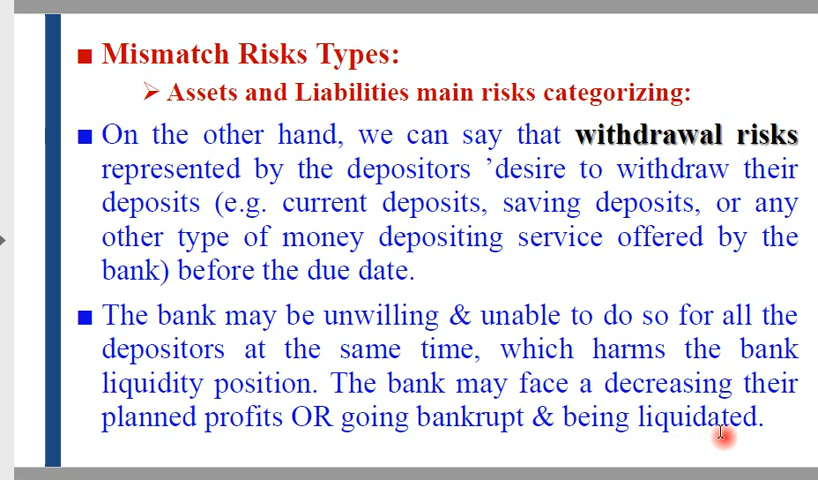 ■ Mismatch Risks Types:
➢ Assets and Liabilities main risks categorizing:
■ On the other hand, we can say that withdrawal risks
represented by the depositors ’desire to withdraw their
deposits (e.g. current deposits, saving deposits, or any
other type of money depositing service offered by the
bank) before the due date.
■ The bank may be unwilling & unable to do so for all the
depositors at the same time, which harms the bank
liquidity position. The bank may face a decreasing their
planned profits OR going bankrupt & being liquidated.